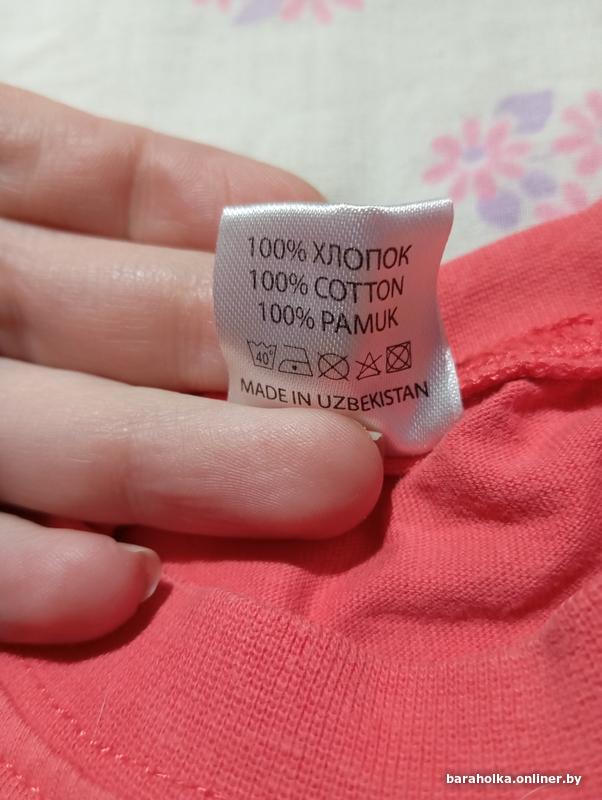 100% ХЛОПОК
100% COTTON
100% PAMUK
40°
MADE IN UZBEKISTAN
baraholka.onliner.by